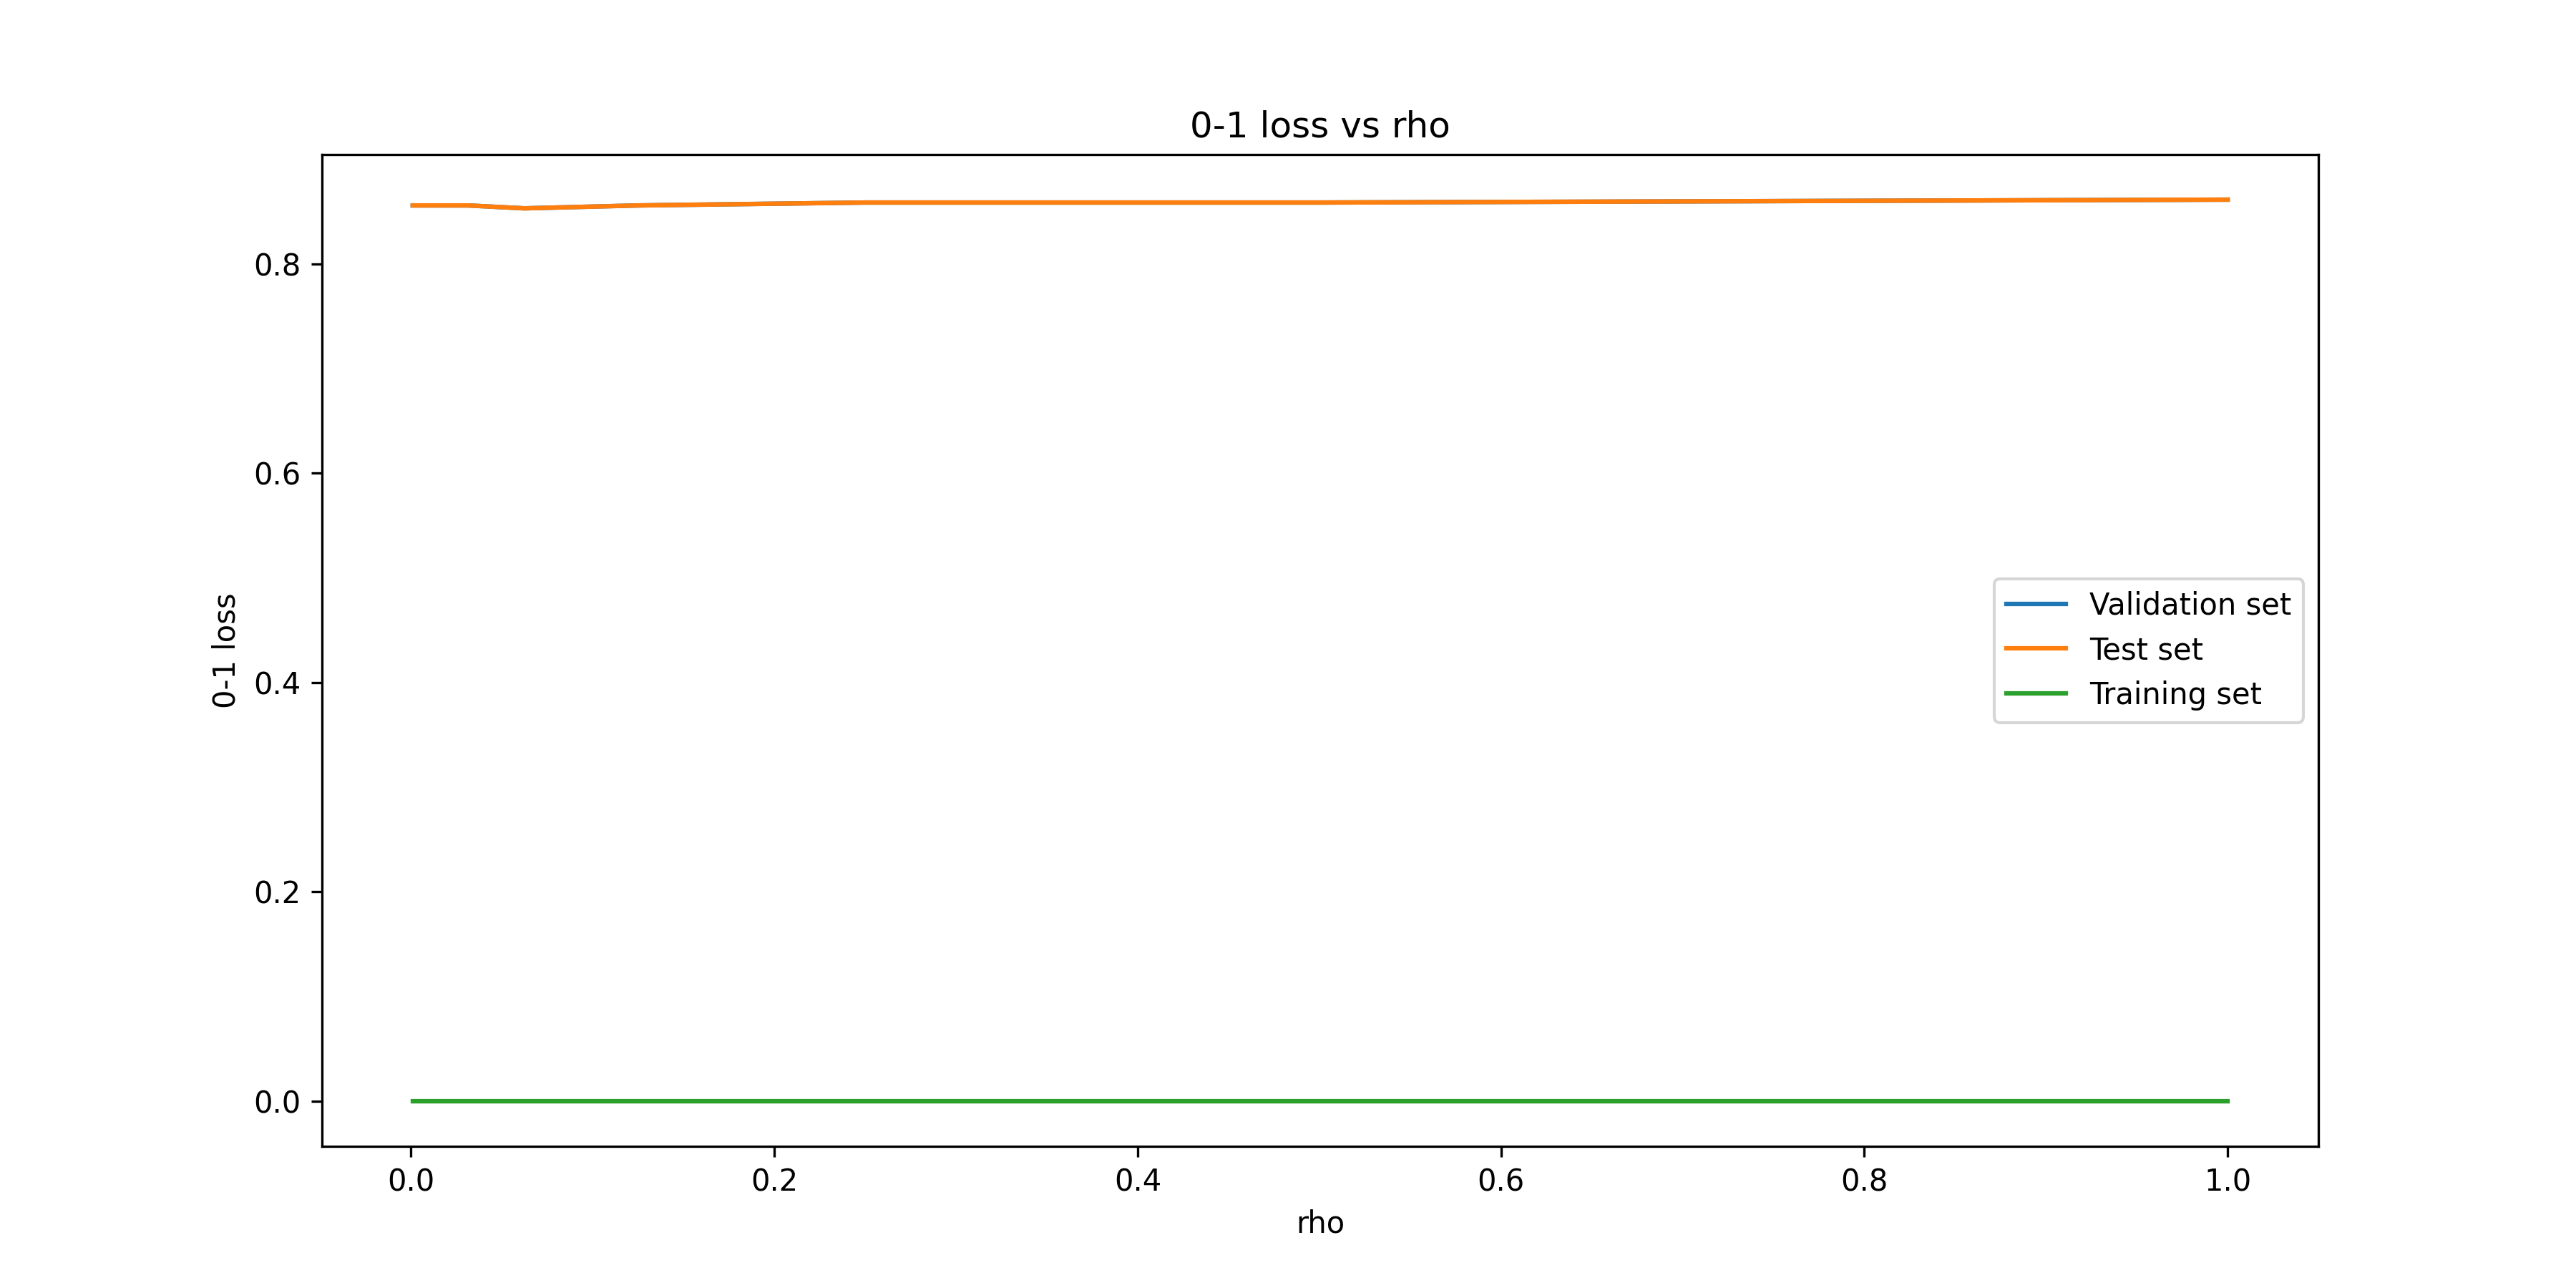 0-1 loss vs rho
0-1 loss
0.8
0.6
0.4
0.2
0.0
Validation set
Test set
Training set
0.0 0.2 0.4 0.6 0.8 1.0
rho